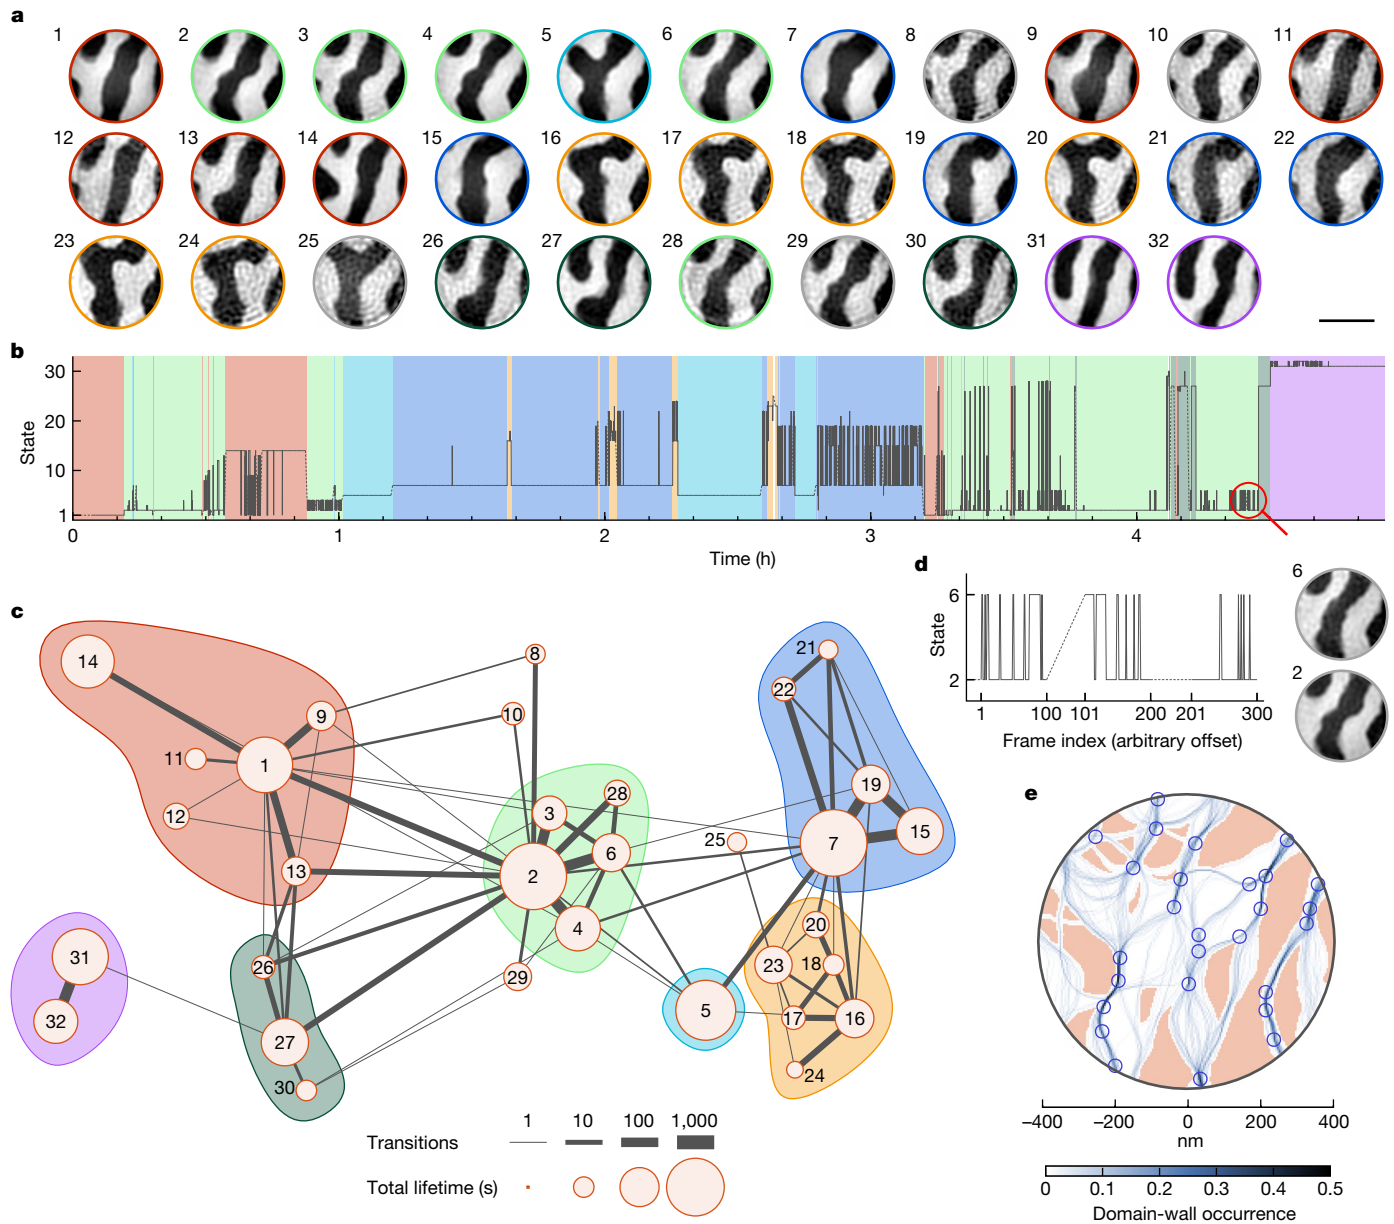 a
1 2 3 4 5 6 7 8 9 10 11
12 13 14 15 16 17 18 19 20 21 22
23 24 25 26 27 28 29 30 31 32
b
30
20
10
1
State
0 1 2 3 4
Time (h)
c
14
9
8
10
11
1
12
13
3
28
6
2
4
29
26
27
30
31
32
5
25
21
22
19
7
15
20
23
18
17
16
24
Transitions
1 10 100 1,000
Total lifetime (s)
d
State
6
2
1 100 101 200 201 300
Frame index (arbitrary offset)
6
2
e
−400 −200 0 200 400
nm
0 0.1 0.2 0.3 0.4 0.5
Domain-wall occurrence